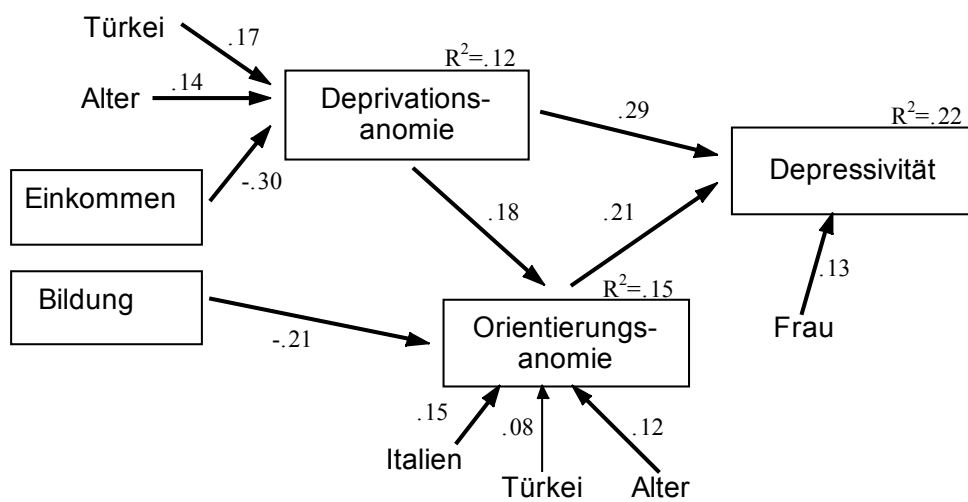 Türkei
.17
R²=.12
Alter
.14
Deprivations-
anomie
.29
R²=.22
Depressivität
-.30
Einkommen
.18
.21
.13
Bildung
R²=.15
-.21
Orientierungs-
anomie
Frau
.15
.08
.12
Italien
Türkei
Alter